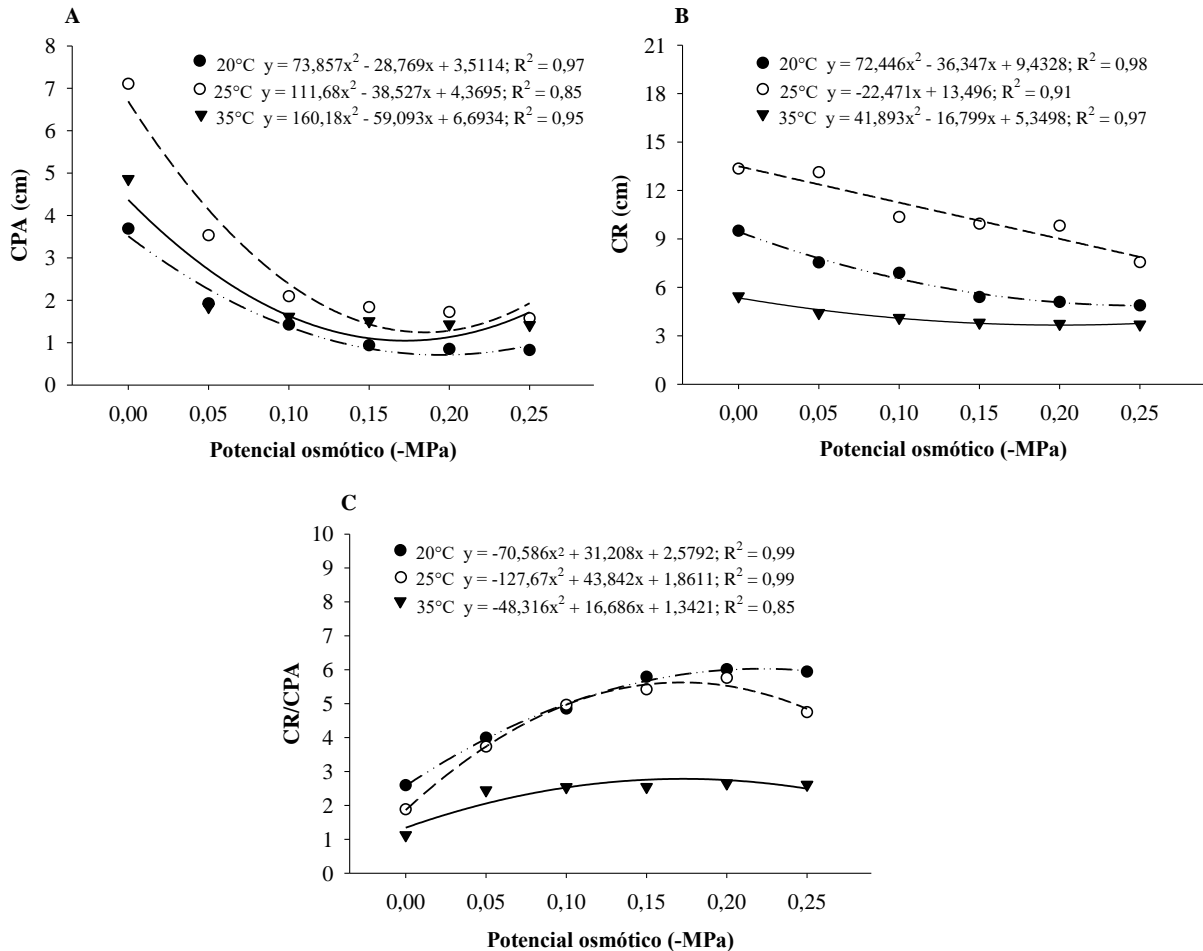 A
8
7
6
5
4
3
2
1
0
CPA (cm)
● 20°C y = 73,857x² - 28,769x + 3,5114; R² = 0,97
○ 25°C y = 111,68x² - 38,527x + 4,3695; R² = 0,85
▼ 35°C y = 160,18x² - 59,093x + 6,6934; R² = 0,95
0,00 0,05 0,10 0,15 0,20 0,25
Potencial osmótico (-MPa)
B
21
18
15
12
9
6
3
0
CR (cm)
● 20°C y = 72,446x² - 36,347x + 9,4328; R² = 0,98
○ 25°C y = -22,471x + 13,496; R² = 0,91
▼ 35°C y = 41,893x² - 16,799x + 5,3498; R² = 0,97
0,00 0,05 0,10 0,15 0,20 0,25
Potencial osmótico (-MPa)
C
10
9
8
7
6
5
4
3
2
1
0
CR/CPA
● 20°C y = -70,586x2 + 31,208x + 2,5792; R² = 0,99
○ 25°C y = -127,67x² + 43,842x + 1,8611; R² = 0,99
▼ 35°C y = -48,316x² + 16,686x + 1,3421; R² = 0,85
0,00 0,05 0,10 0,15 0,20 0,25
Potencial osmótico (-MPa)